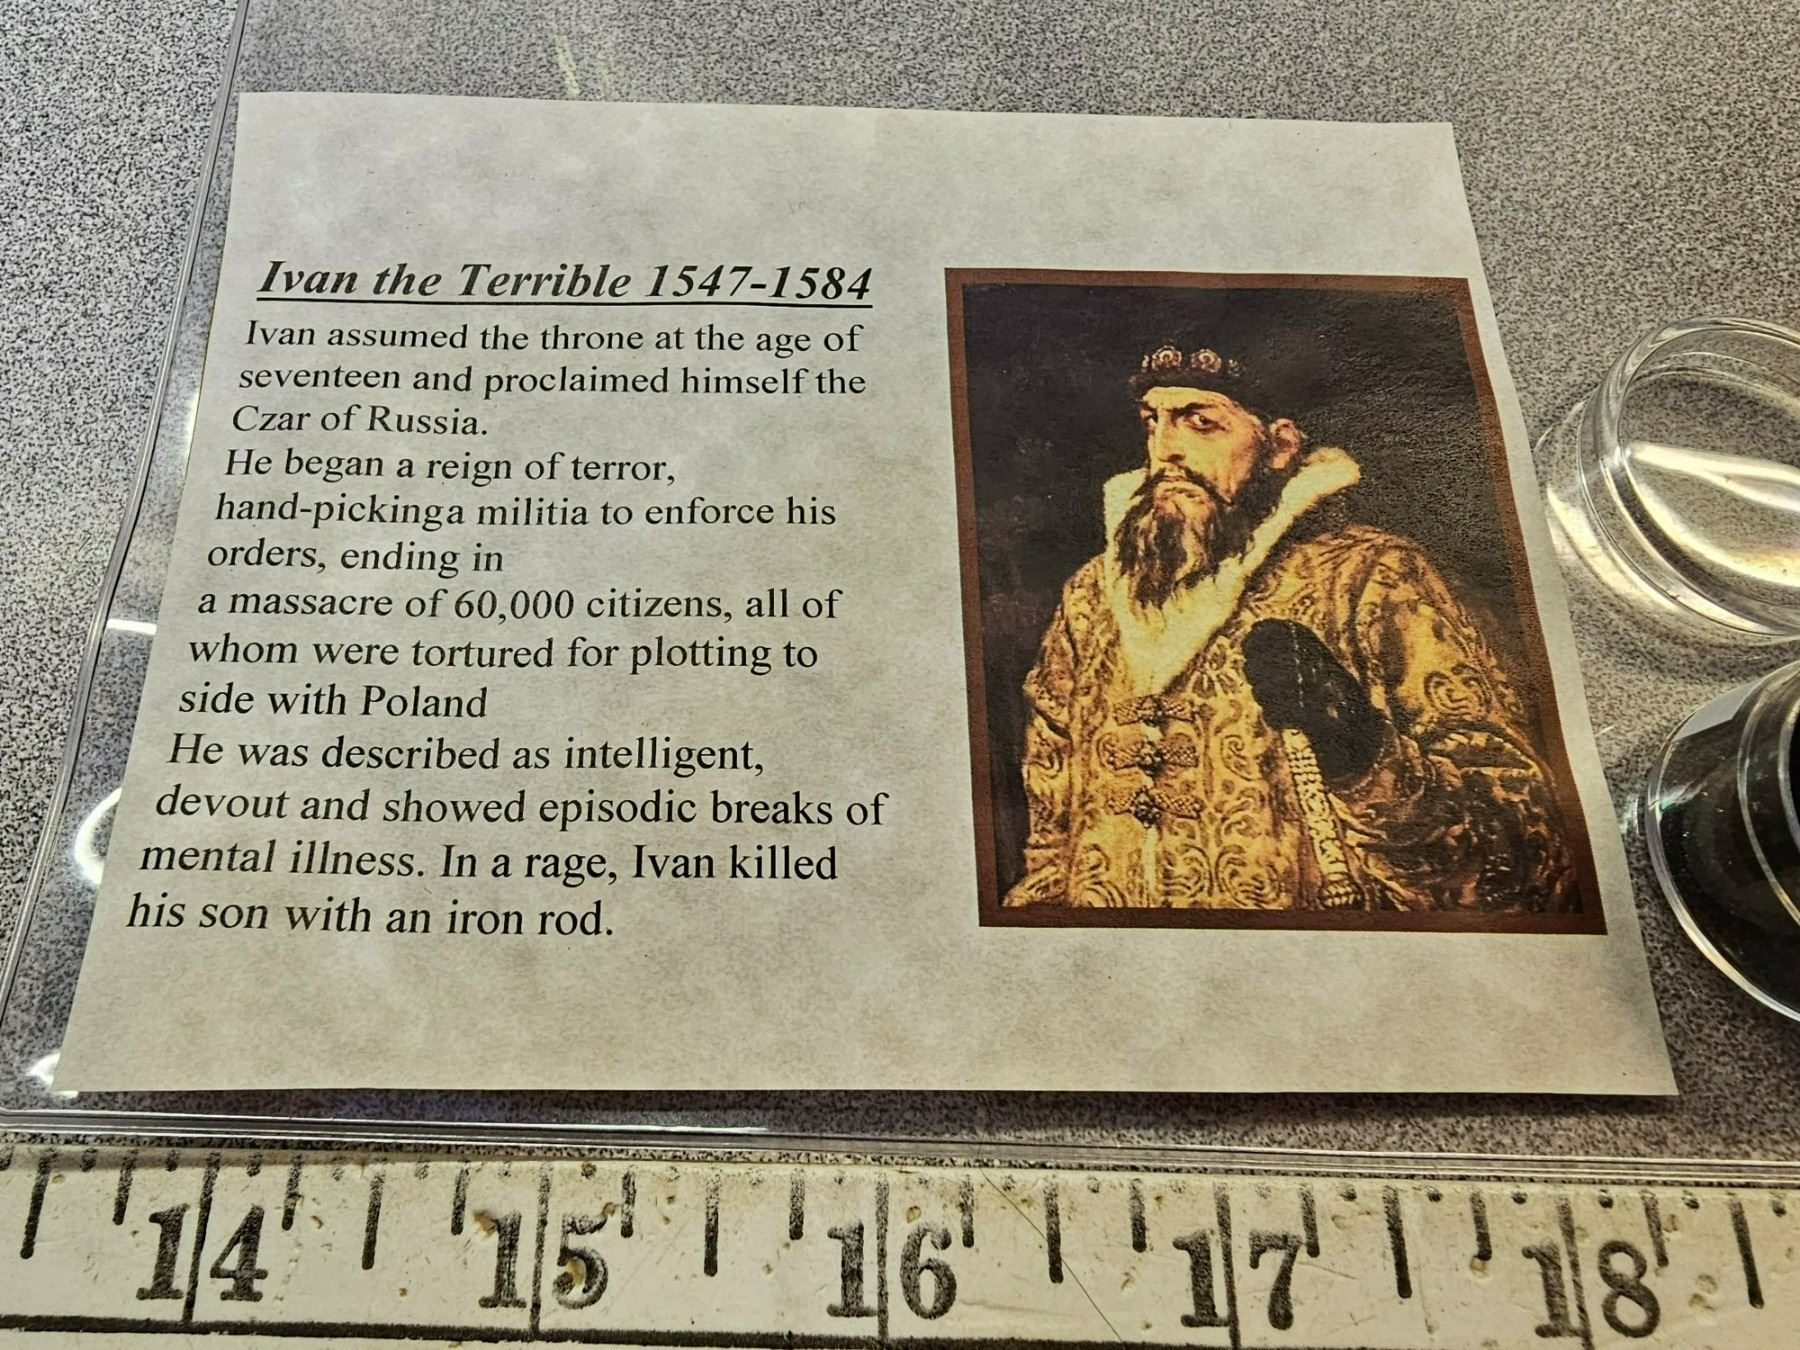 Ivan the Terrible 1547-1584
Ivan assumed the throne at the age of
seventeen and proclaimed himself the
Czar of Russia.
He began a reign of terror,
hand-pickinga militia to enforce his
orders, ending in
a massacre of 60,000 citizens, all of
whom were tortured for plotting to
side with Poland
He was described as intelligent,
devout and showed episodic breaks of
mental illness. In a rage, Ivan killed
his son with an iron rod.
14 15 16 17 18